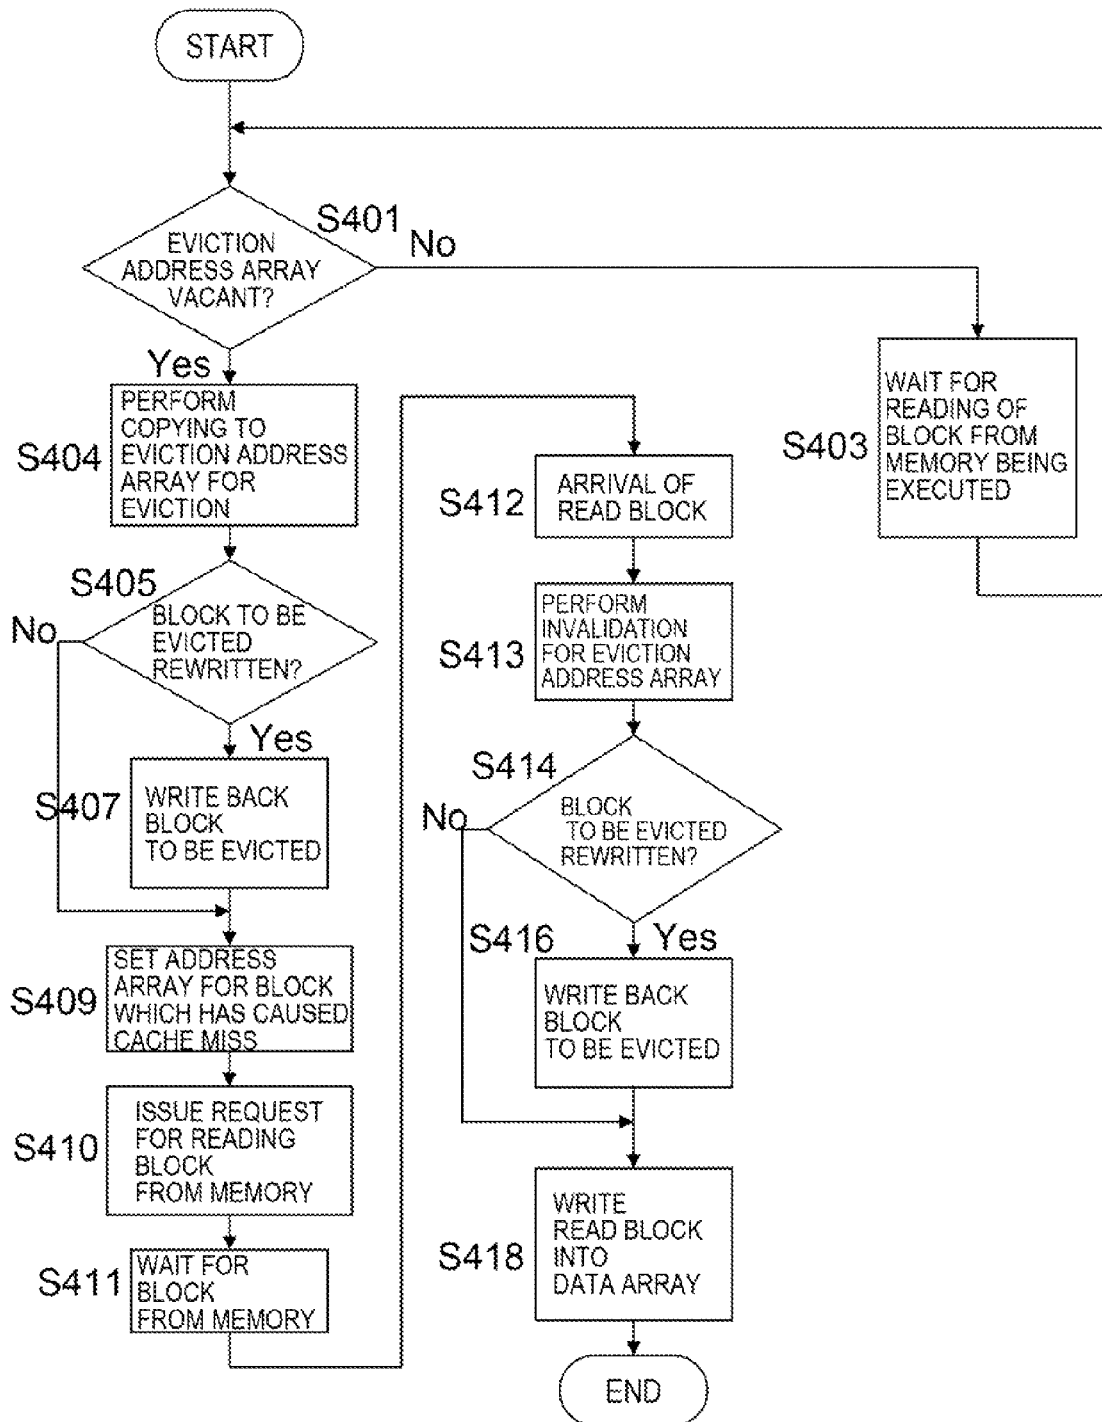 START
S401
EVICTION
ADDRESS ARRAY
VACANT?
No
Yes
S403
WAIT FOR
READING OF
BLOCK FROM
MEMORY BEING
EXECUTED
S404
PERFORM
COPYING TO
EVICTION ADDRESS
ARRAY FOR
EVICTION
S405
BLOCK TO BE
EVICTED
REWRITTEN?
No
Yes
S407
WRITE BACK
BLOCK
TO BE EVICTED
S409
SET ADDRESS
ARRAY FOR BLOCK
WHICH HAS CAUSED
CACHE MISS
S410
ISSUE REQUEST
FOR READING
BLOCK
FROM MEMORY
S411
WAIT FOR
BLOCK
FROM MEMORY
S412
ARRIVAL OF
READ BLOCK
S413
PERFORM
INVALIDATION
FOR EVICTION
ADDRESS ARRAY
S414
BLOCK
TO BE EVICTED
REWRITTEN?
No
Yes
S416
WRITE BACK
BLOCK
TO BE EVICTED
S418
WRITE
READ BLOCK
INTO
DATA ARRAY
END